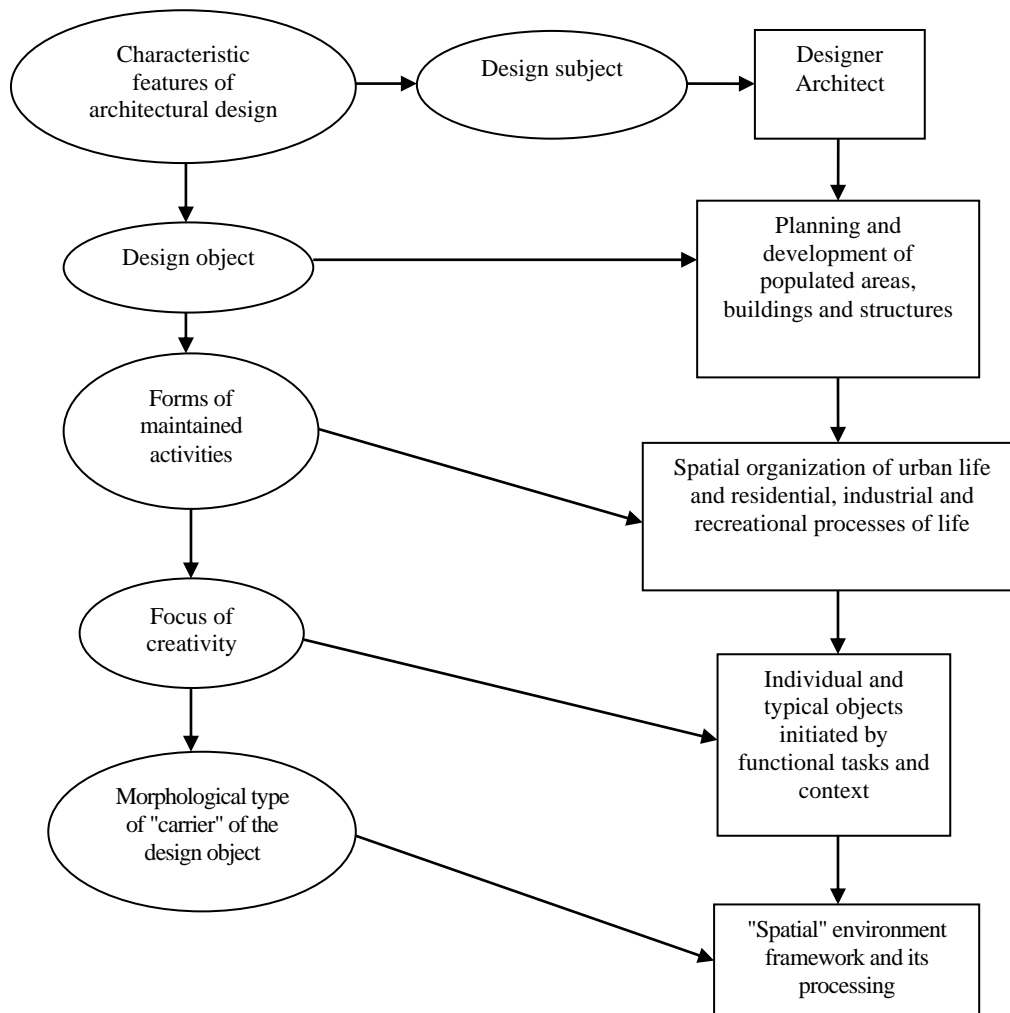 Characteristic
features of
architectural design
Design subject
Designer
Architect
Design object
Planning and
development of
populated areas,
buildings and structures
Forms of
maintained
activities
Spatial organization of urban life
and residential, industrial and
recreational processes of life
Focus of
creativity
Individual and
typical objects
initiated by
functional tasks and
context
Morphological type
of "carrier" of the
design object
"Spatial" environment
framework and its
processing